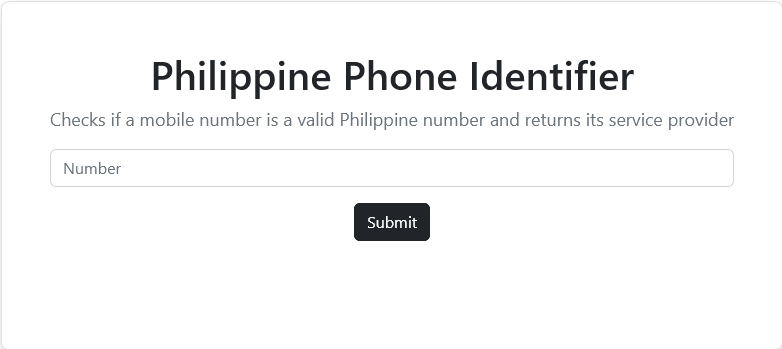 Philippine Phone Identifier
Checks if a mobile number is a valid Philippine number and returns its service provider
Number
Submit